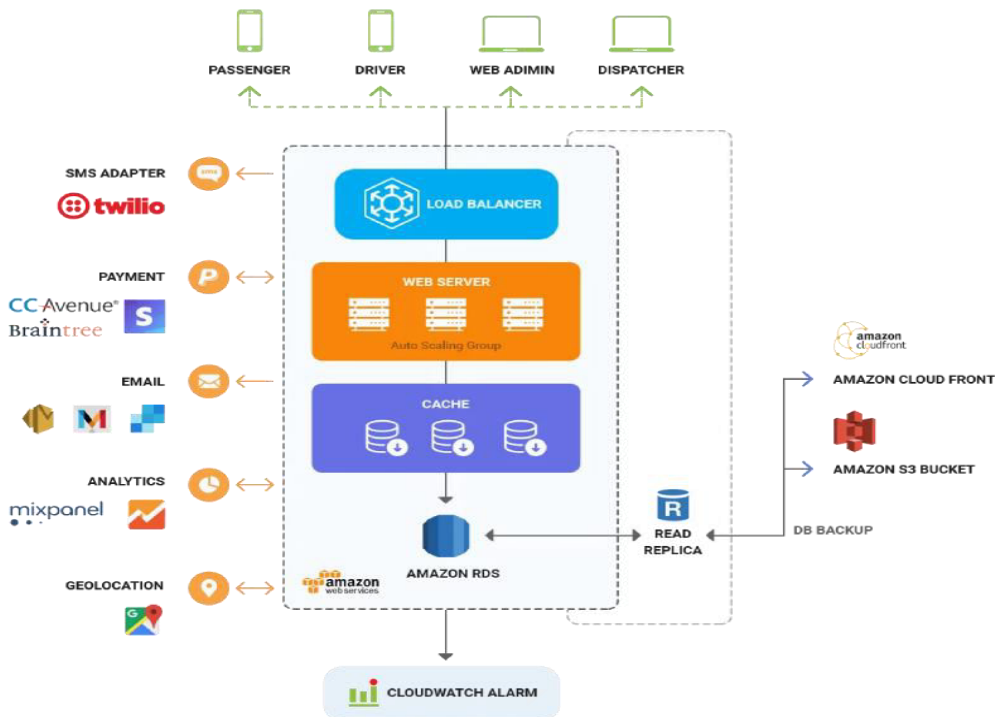 PASSENGER
DRIVER
WEB ADIMIN
DISPATCHER
SMS ADAPTER
sms
twilio
LOAD BALANCER
PAYMENT
P
CCAvenue®
S
Braintree
WEB SERVER
Auto Scaling Group
EMAIL
M
CACHE
ANALYTICS
mixpanel
GEOLOCATION
G
AMAZON RDS
amazon
web services
R
READ
REPLICA
DB BACKUP
amazon
cloudfront
AMAZON CLOUD FRONT
AMAZON S3 BUCKET
CLOUDWATCH ALARM